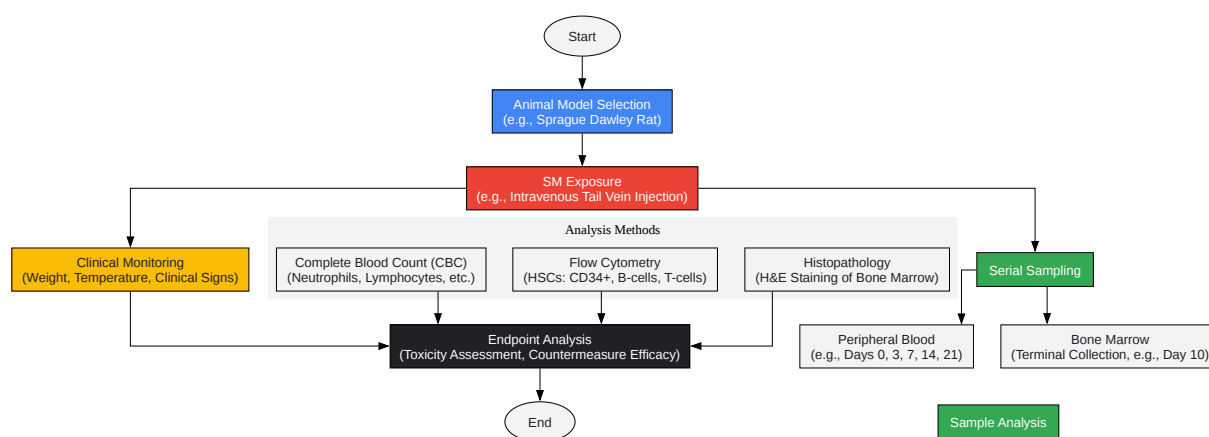 Start
Animal Model Selection
(e.g., Sprague Dawley Rat)
SM Exposure
(e.g., Intravenous Tail Vein Injection)
Analysis Methods
Clinical Monitoring
(Weight, Temperature, Clinical Signs)
Complete Blood Count (CBC)
(Neutrophils, Lymphocytes, etc.)
Flow Cytometry
(HSCs: CD34+, B-cells, T-cells)
Histopathology
(H&E Staining of Bone Marrow)
Serial Sampling
Endpoint Analysis
(Toxicity Assessment, Countermeasure Efficacy)
Peripheral Blood
(e.g., Days 0, 3, 7, 14, 21)
Bone Marrow
(Terminal Collection, e.g., Day 10)
End
Sample Analysis